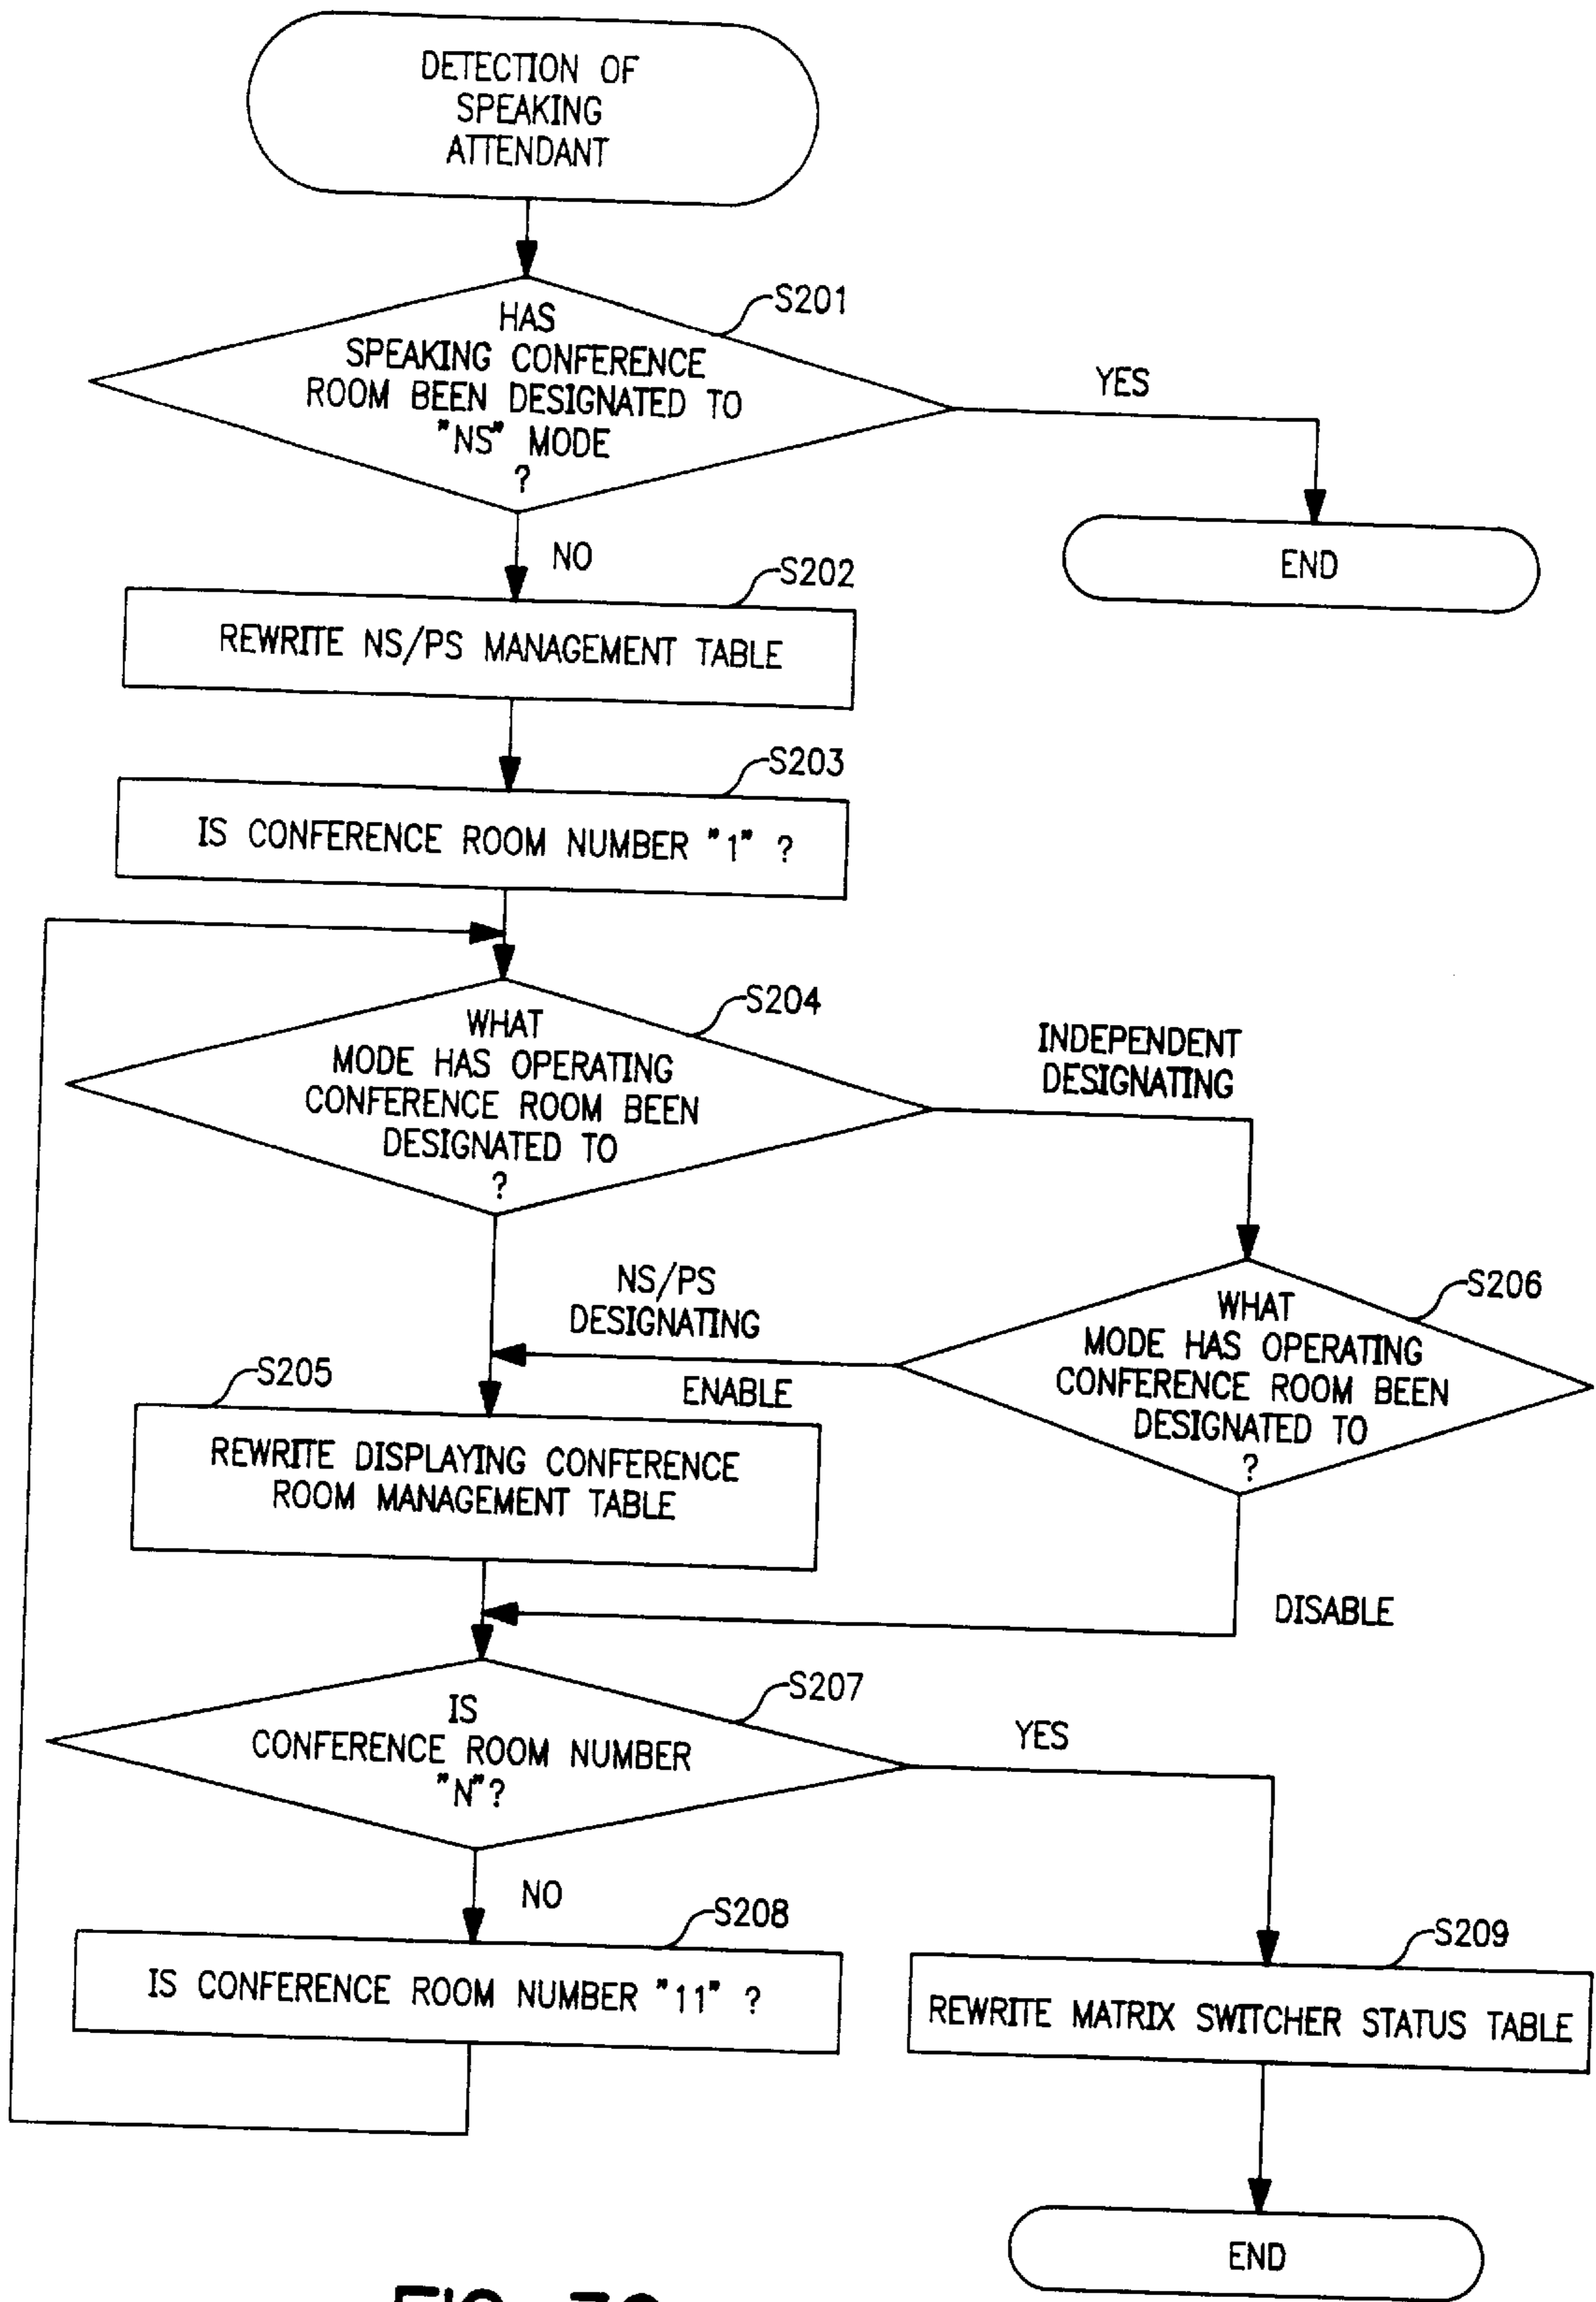 DETECTION OF
SPEAKING
ATTENDANT
S201
HAS
SPEAKING CONFERENCE
ROOM BEEN DESIGNATED TO
"NS" MODE
?
YES
END
NO
S202
REWRITE NS/PS MANAGEMENT TABLE
S203
IS CONFERENCE ROOM NUMBER "1" ?
S204
WHAT
MODE HAS OPERATING
CONFERENCE ROOM BEEN
DESIGNATED TO
?
INDEPENDENT
DESIGNATING
NS/PS
DESIGNATING
S206
WHAT
MODE HAS OPERATING
CONFERENCE ROOM BEEN
DESIGNATED TO
?
ENABLE
S205
REWRITE DISPLAYING CONFERENCE
ROOM MANAGEMENT TABLE
DISABLE
S207
IS
CONFERENCE ROOM NUMBER
"N"?
YES
NO
S208
IS CONFERENCE ROOM NUMBER "11" ?
S209
REWRITE MATRIX SWITCHER STATUS TABLE
END
FIG.